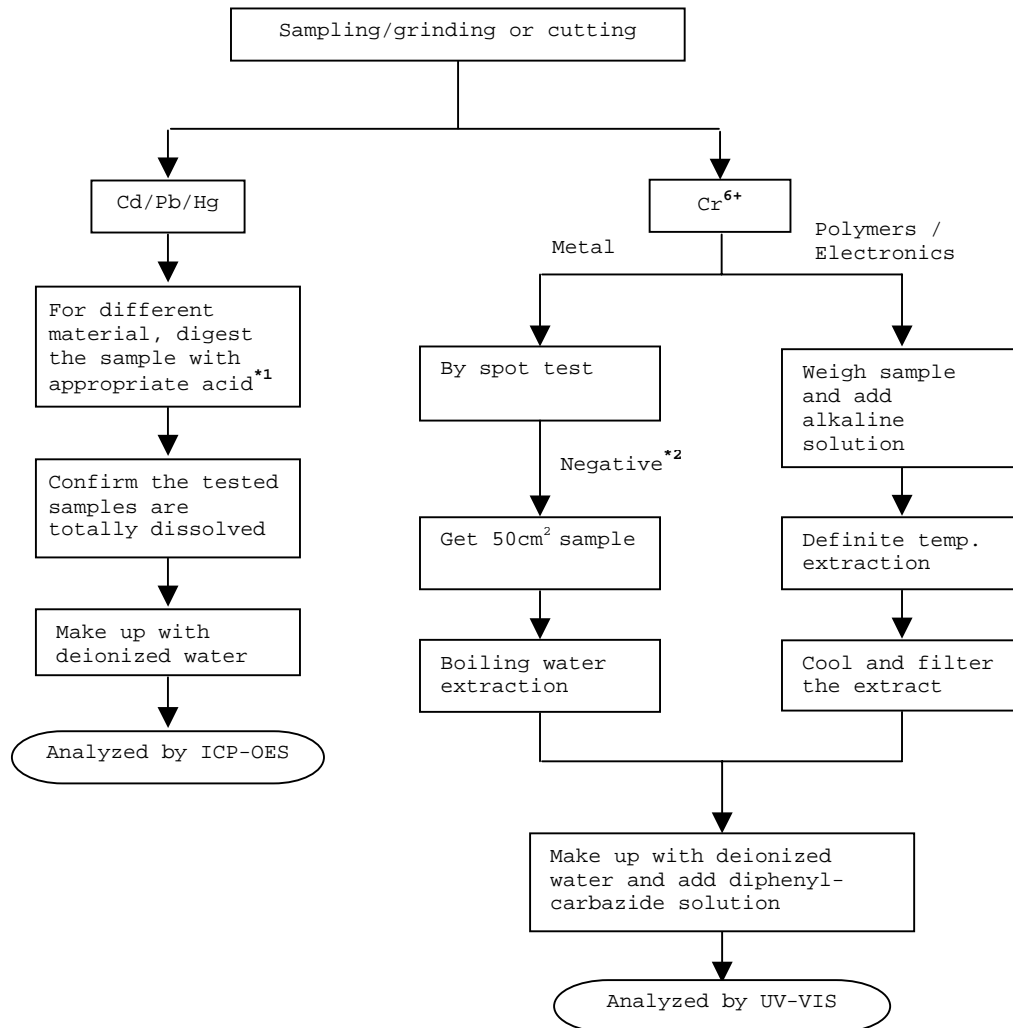 Sampling/grinding or cutting
Cd/Pb/Hg
For different
material, digest
the sample with
appropriate acid*1
Confirm the tested
samples are
totally dissolved
Make up with
deionized water
Analyzed by ICP-OES
Cr6+
Metal
Polymers /
Electronics
By spot test
Negative*2
Get 50cm2 sample
Boiling water
extraction
Weigh sample
and add
alkaline
solution
Definite temp.
extraction
Cool and filter
the extract
Make up with deionized
water and add diphenyl-
carbazide solution
Analyzed by UV-VIS